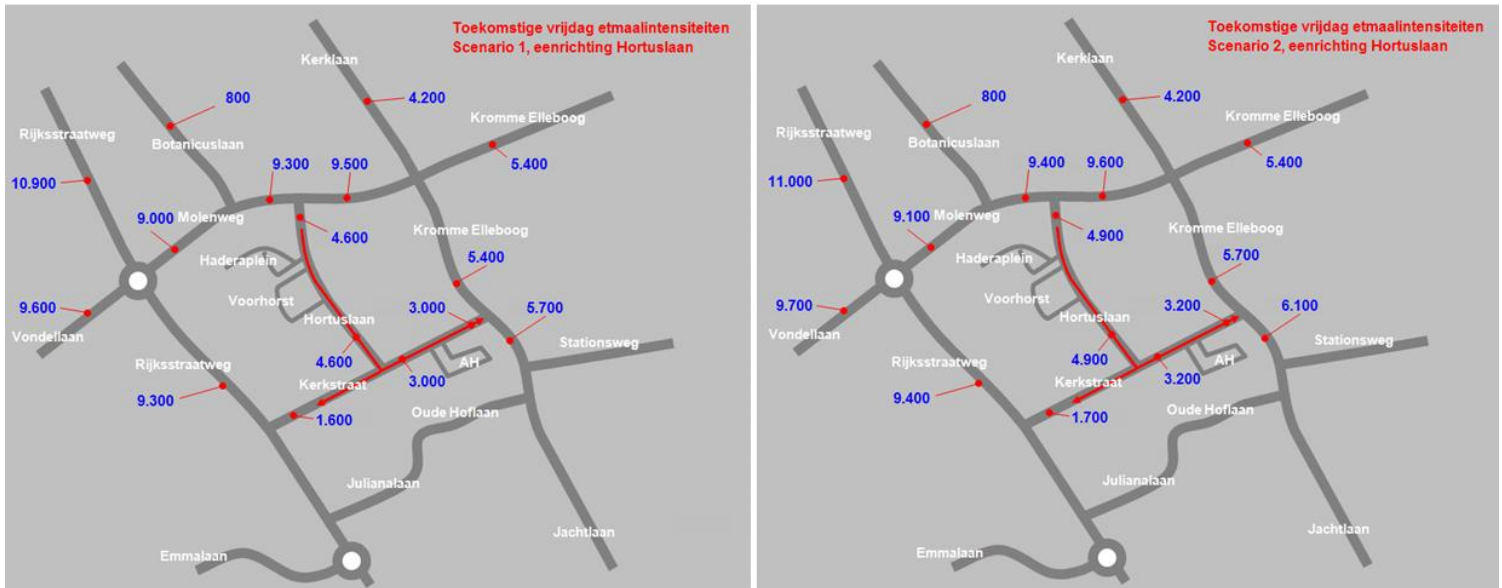 Toekomstige vrijdag etmaalintensiteiten
Scenario 1, eenrichting Hortuslaan
Kerklaan
800
4.200
Rijksstraatweg
Kromme Elleboog
Botanicuslaan
9.300
9.500
5.400
10.900
9.000
Molenweg
4.600
Kromme Elleboog
Haderaplein
5.400
9.600
Voorhorst
3.000
5.700
Vondellaan
Hortuslaan
Stationsweg
Rijksstraatweg
4.600
AH
Kerkstraat
3.000
9.300
1.600
Oude Hoflaan
Julianalaan
Jachtlaan
Emmalaan
Toekomstige vrijdag etmaalintensiteiten
Scenario 2, eenrichting Hortuslaan
Kerklaan
800
4.200
Rijksstraatweg
Kromme Elleboog
Botanicuslaan
9.400
9.600
5.400
11.000
9.100
Molenweg
4.900
Kromme Elleboog
Haderaplein
5.700
9.700
Voorhorst
3.200
6.100
Vondellaan
Hortuslaan
Stationsweg
Rijksstraatweg
4.900
AH
Kerkstraat
3.200
9.400
1.700
Oude Hoflaan
Julianalaan
Jachtlaan
Emmalaan